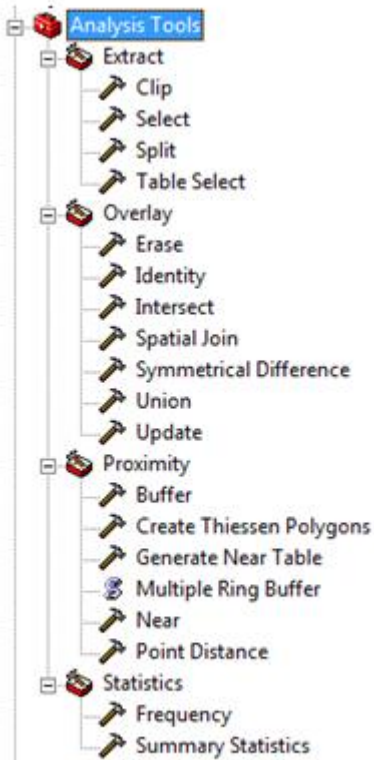 Analysis Tools
Extract
Clip
Select
Split
Table Select
Overlay
Erase
Identity
Intersect
Spatial Join
Symmetrical Difference
Union
Update
Proximity
Buffer
Create Thiessen Polygons
Generate Near Table
Multiple Ring Buffer
Near
Point Distance
Statistics
Frequency
Summary Statistics